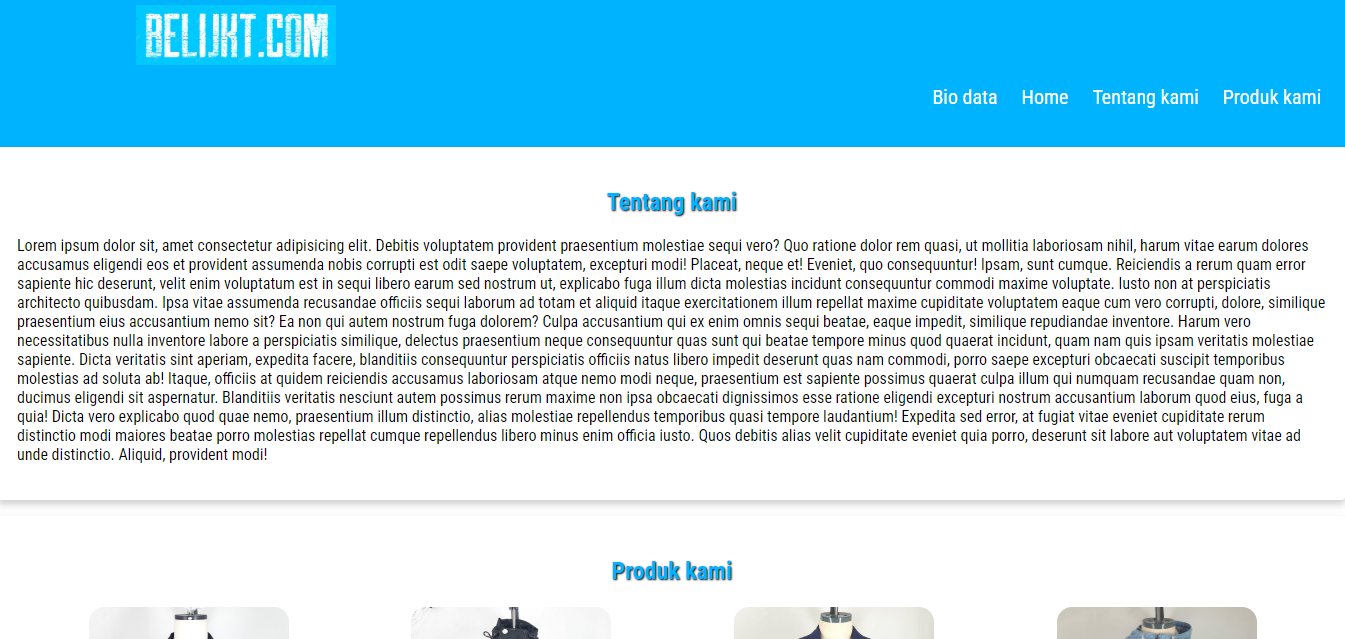 BELIJKT.COM
Bio data Home Tentang kami Produk kami
Tentang kami
Lorem ipsum dolor sit, amet consectetur adipisicing elit. Debitis voluptatem provident praesentium molestiae sequi vero? Quo ratione dolor rem quasi, ut mollitia laboriosam nihil, harum vitae earum dolores
accusamus eligendi eos et provident assumenda nobis corrupti est odit saepe voluptatem, excepturi modi! Placeat, neque et! Eveniet, quo consequuntur! Ipsam, sunt cumque. Reiciendis a rerum quam error
sapiente hic deserunt, velit enim voluptatum est in sequi libero earum sed nostrum ut, explicabo fuga illum dicta molestias incidunt consequuntur commodi maxime voluptate. Iusto non at perspiciatis
architecto quibusdam. Ipsa vitae assumenda recusandae officiis sequi laborum ad totam et aliquid itaque exercitationem illum repellat maxime cupiditate voluptatem eaque cum vero corrupti, dolore, similique
praesentium eius accusantium nemo sit? Ea non qui autem nostrum fuga dolorem? Culpa accusantium qui ex enim omnis sequi beatae, eaque impedit, similique repudiandae inventore. Harum vero
necessitatibus nulla inventore labore a perspiciatis similique, delectus praesentium neque consequuntur quas sunt qui beatae tempore minus quod quaerat incidunt, quam nam quis ipsam veritatis molestiae
sapiente. Dicta veritatis sint aperiam, expedita facere, blanditiis consequuntur perspiciatis officiis natus libero impedit deserunt quas nam commodi, porro saepe excepturi obcaecati suscipit temporibus
molestias ad soluta ab! Itaque, officiis at quidem reiciendis accusamus laboriosam atque nemo modi neque, praesentium est sapiente possimus quaerat culpa illum qui numquam recusandae quam non,
ducimus eligendi sit aspernatur. Blanditiis veritatis nesciunt autem possimus rerum maxime non ipsa obcaecati dignissimos esse ratione eligendi excepturi nostrum accusantium laborum quod eius, fuga a
quia! Dicta vero explicabo quod quae nemo, praesentium illum distinctio, alias molestiae repellendus temporibus quasi tempore laudantium! Expedita sed error, at fugiat vitae eveniet cupiditate rerum
distinctio modi maiores beatae porro molestias repellat cumque repellendus libero minus enim officia iusto. Quos debitis alias velit cupiditate eveniet quia porro, deserunt sit labore aut voluptatem vitae ad
unde distinctio. Aliquid, provident modi!
Produk kami